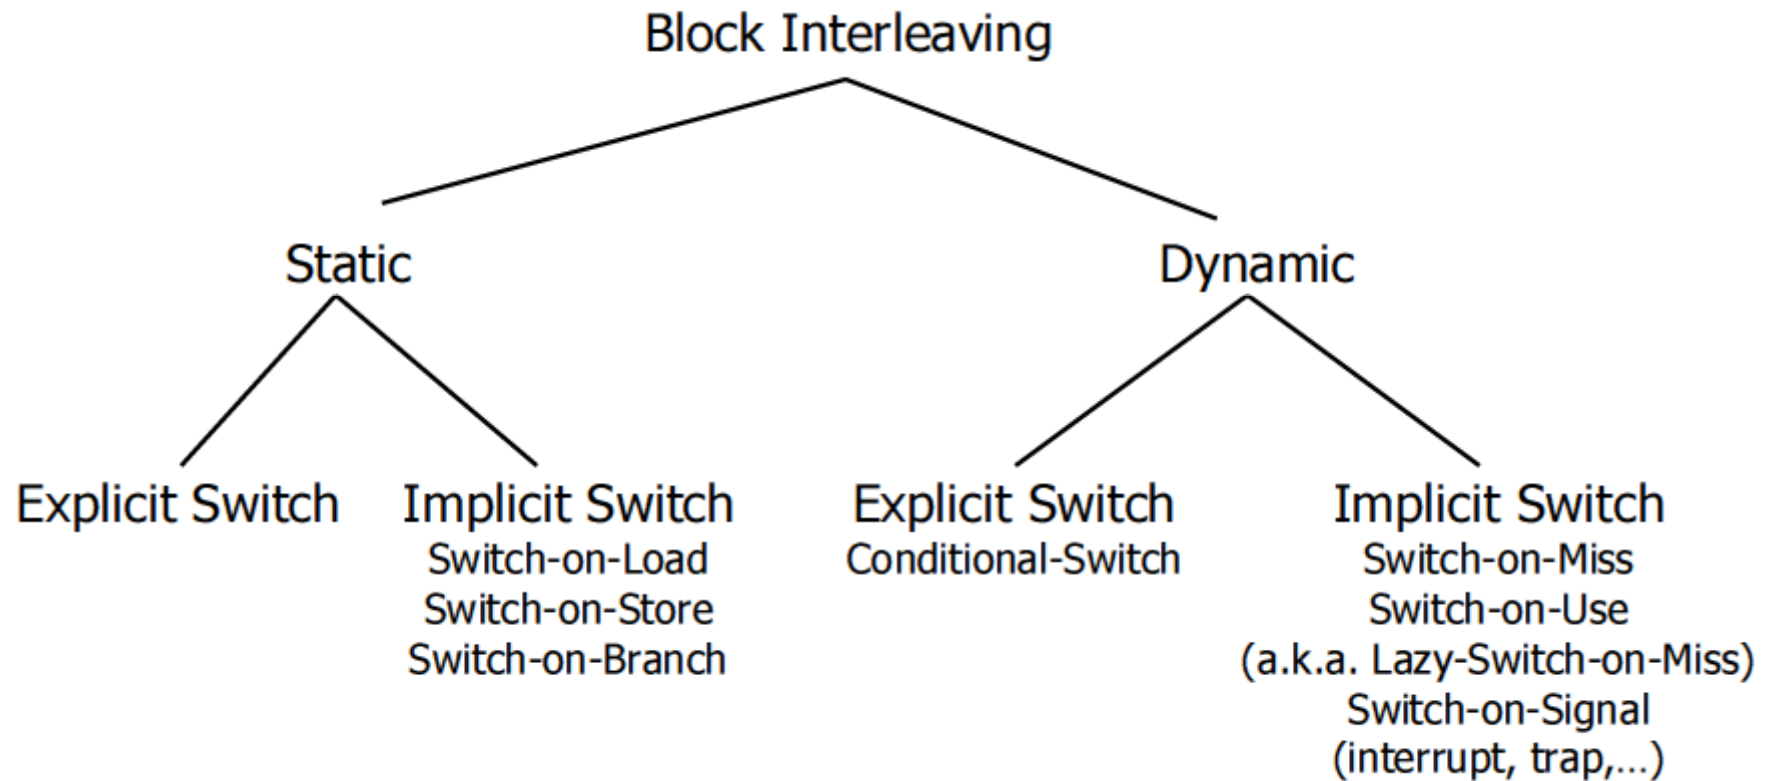 Block Interleaving
Static
Dynamic
Explicit Switch
Implicit Switch
Switch-on-Load
Switch-on-Store
Switch-on-Branch
Explicit Switch
Conditional-Switch
Implicit Switch
Switch-on-Miss
Switch-on-Use
(a.k.a. Lazy-Switch-on-Miss)
Switch-on-Signal
(interrupt, trap,...)